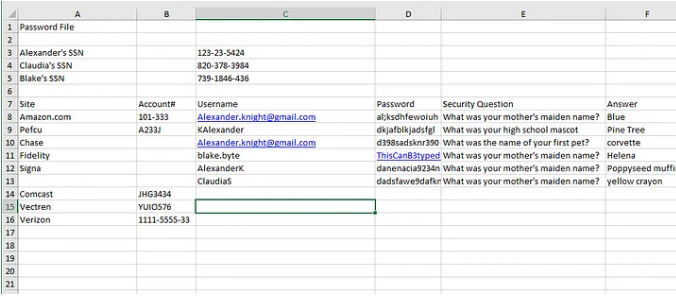 A B C D E F
1 Password File
2
3 Alexander's SSN 123-23-5424
4 Claudia's SSN 820-378-3984
5 Blake's SSN 739-1846-436
6
7 Site Account# Username Password Security Question Answer
8 Amazon.com 101-333 Alexander.knight@gmail.com al;ksdhfewoiuh What was your mother's maiden name? Blue
9 Pefcu A233J KAlexander dkjafblkjadsfgl What was your high school mascot Pine Tree
10 Chase Alexander.knight@gmail.com d398sadsknr390 What was the name of your first pet? corvette
11 Fidelity blake.byte ThisCanB3typed What was your mother's maiden name? Helena
12 Signa AlexanderK danenacia9234n What was your mother's maiden name? Poppyseed muffi
13 ClaudiaS What was your mother's maiden name? yellow crayon
14 Comcast JHG3434
15 Vectren YUIO576
16 Verizon 1111-5555-33
17
18
19
20
21